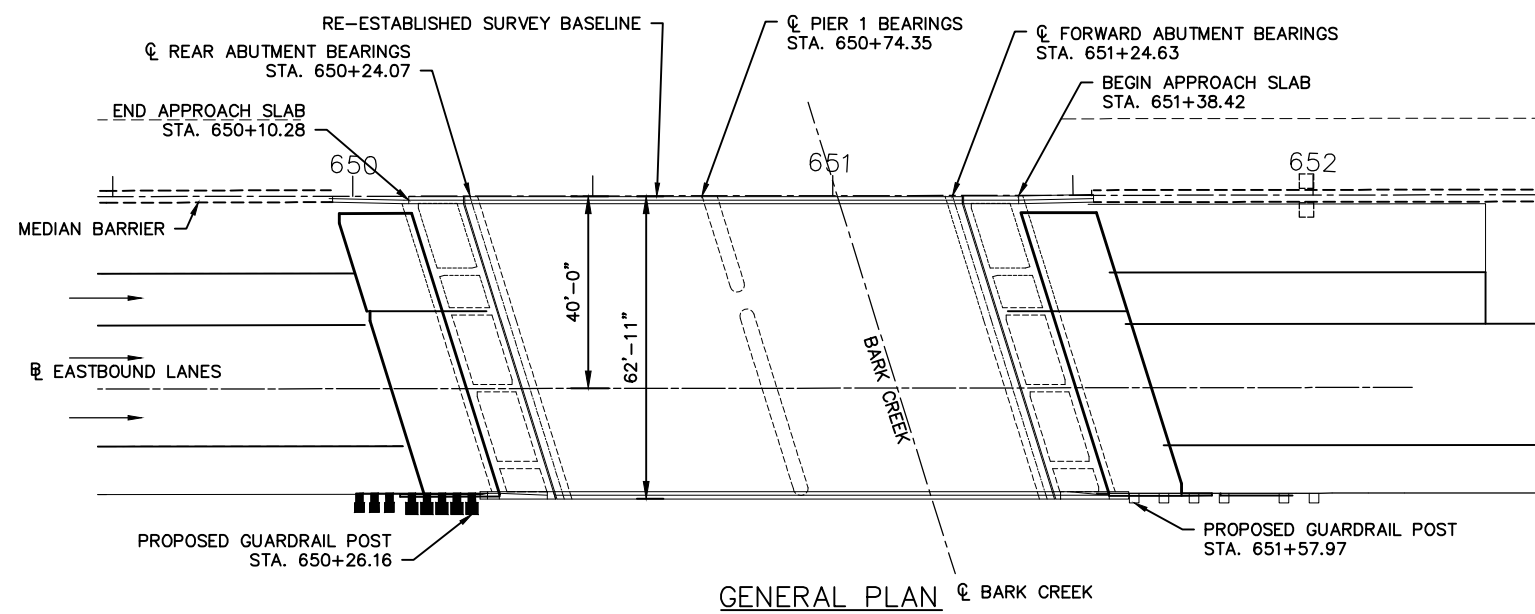 RE-ESTABLISHED SURVEY BASELINE
℄ PIER 1 BEARINGS
STA. 650+74.35
℄ FORWARD ABUTMENT BEARINGS
STA. 651+24.63
℄ REAR ABUTMENT BEARINGS
STA. 650+24.07
BEGIN APPROACH SLAB
STA. 651+38.42
END APPROACH SLAB
STA. 650+10.28
650
651
652
MEDIAN BARRIER
40'-0"
62'-11"
BARK CREEK
BL EASTBOUND LANES
PROPOSED GUARDRAIL POST
STA. 650+26.16
PROPOSED GUARDRAIL POST
STA. 651+57.97
GENERAL PLAN
℄ BARK CREEK